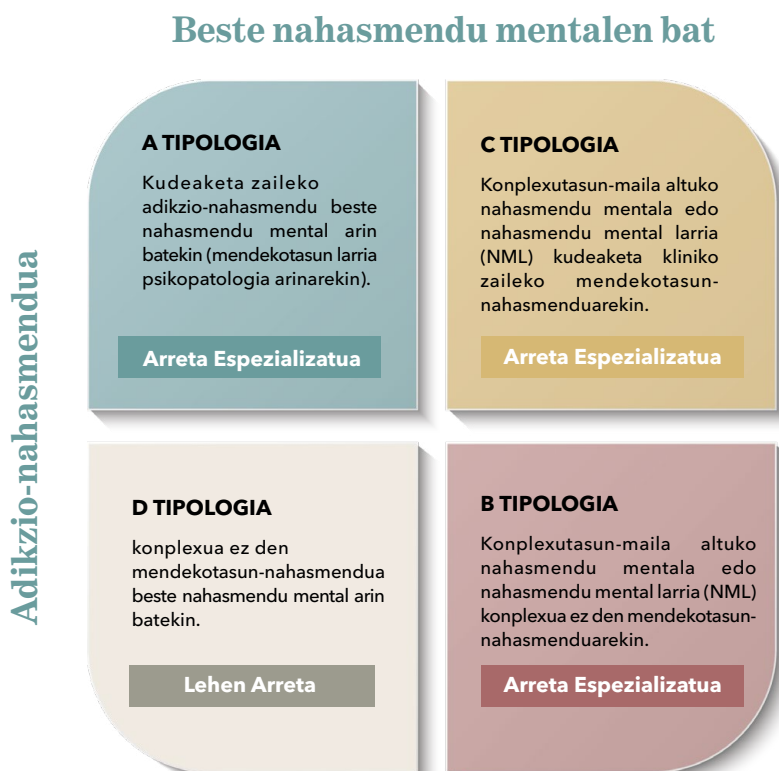 Beste nahasmendu mentalen bat
Adikzio-nahasmendua
A TIPOLOGIA
Kudeaketa zaileko
adikzio-nahasmendu beste
nahasmendu mental arin
batekin (mendekotasun larria
psikopatologia arinarekin).
Arreta Espezializatua
C TIPOLOGIA
Konplexutasun-maila altuko
nahasmendu mentala edo
nahasmendu mental larria
(NML) kudeaketa kliniko
zaileko mendekotasun-
nahasmenduarekin.
Arreta Espezializatua
D TIPOLOGIA
konplexua ez den
mendekotasun-nahasmendua
beste nahasmendu mental arin
batekin.
Lehen Arreta
B TIPOLOGIA
Konplexutasun-maila altuko
nahasmendu mentala edo
nahasmendu mental larria (NML)
konplexua ez den mendekotasun-
nahasmenduarekin.
Arreta Espezializatua